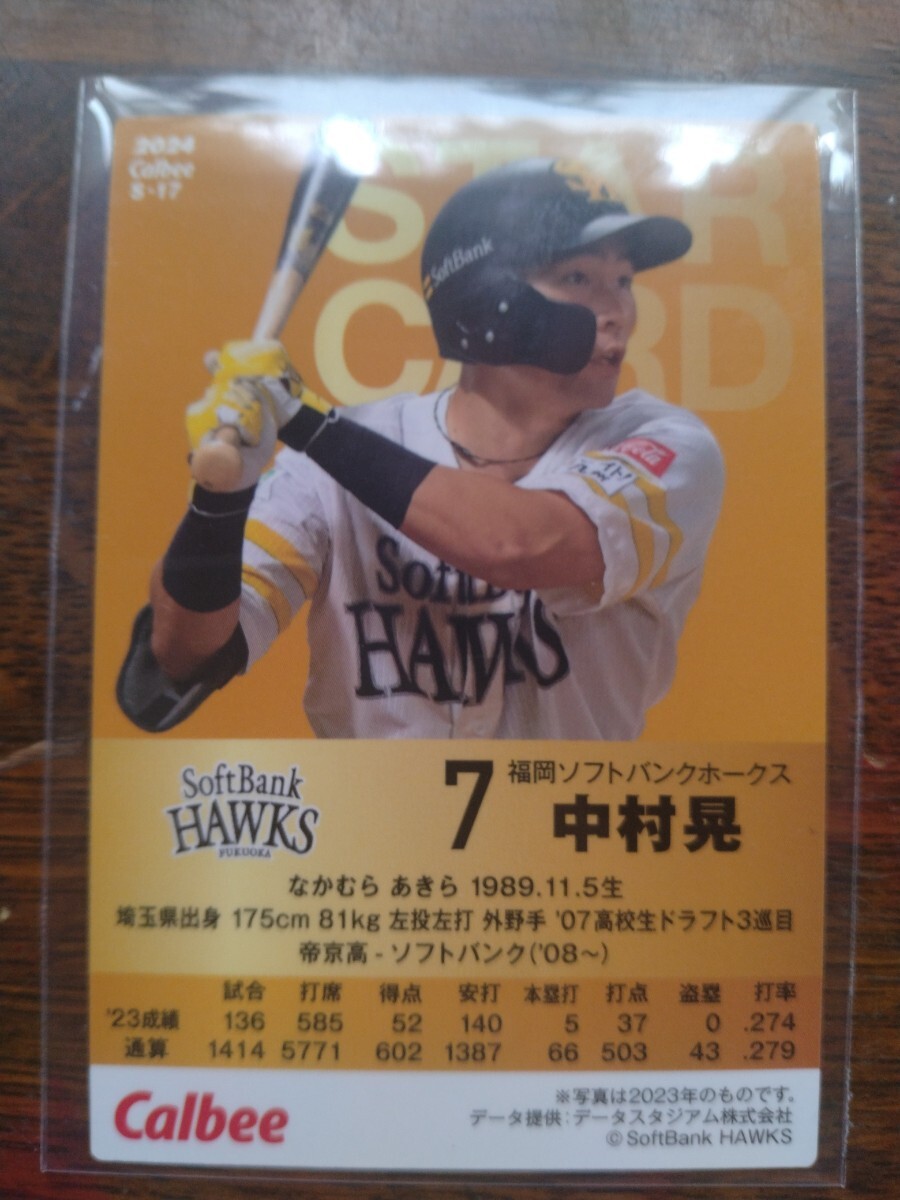 2024
Calbee
S-17
STAR
CARD
SoftBank
SoftB
HAWKS
SoftBank
HAWKS
FUKUOKA
7
福岡ソフトバンクホークス
中村晃
なかむら あきら 1989.11.5生
埼玉県出身 175cm 81kg 左投左打 外野手 '07高校生ドラフト3巡目
帝京高-ソフトバンク('08~)
試合 打席 得点 安打 本塁打 打点 盗塁 打率
'23成績 136 585 52 140 5 37 0 .274
通算 1414 5771 602 1387 66 503 43 .279
Calbee
※写真は2023年のものです。
データ提供:データスタジアム株式会社
©SoftBank HAWKS